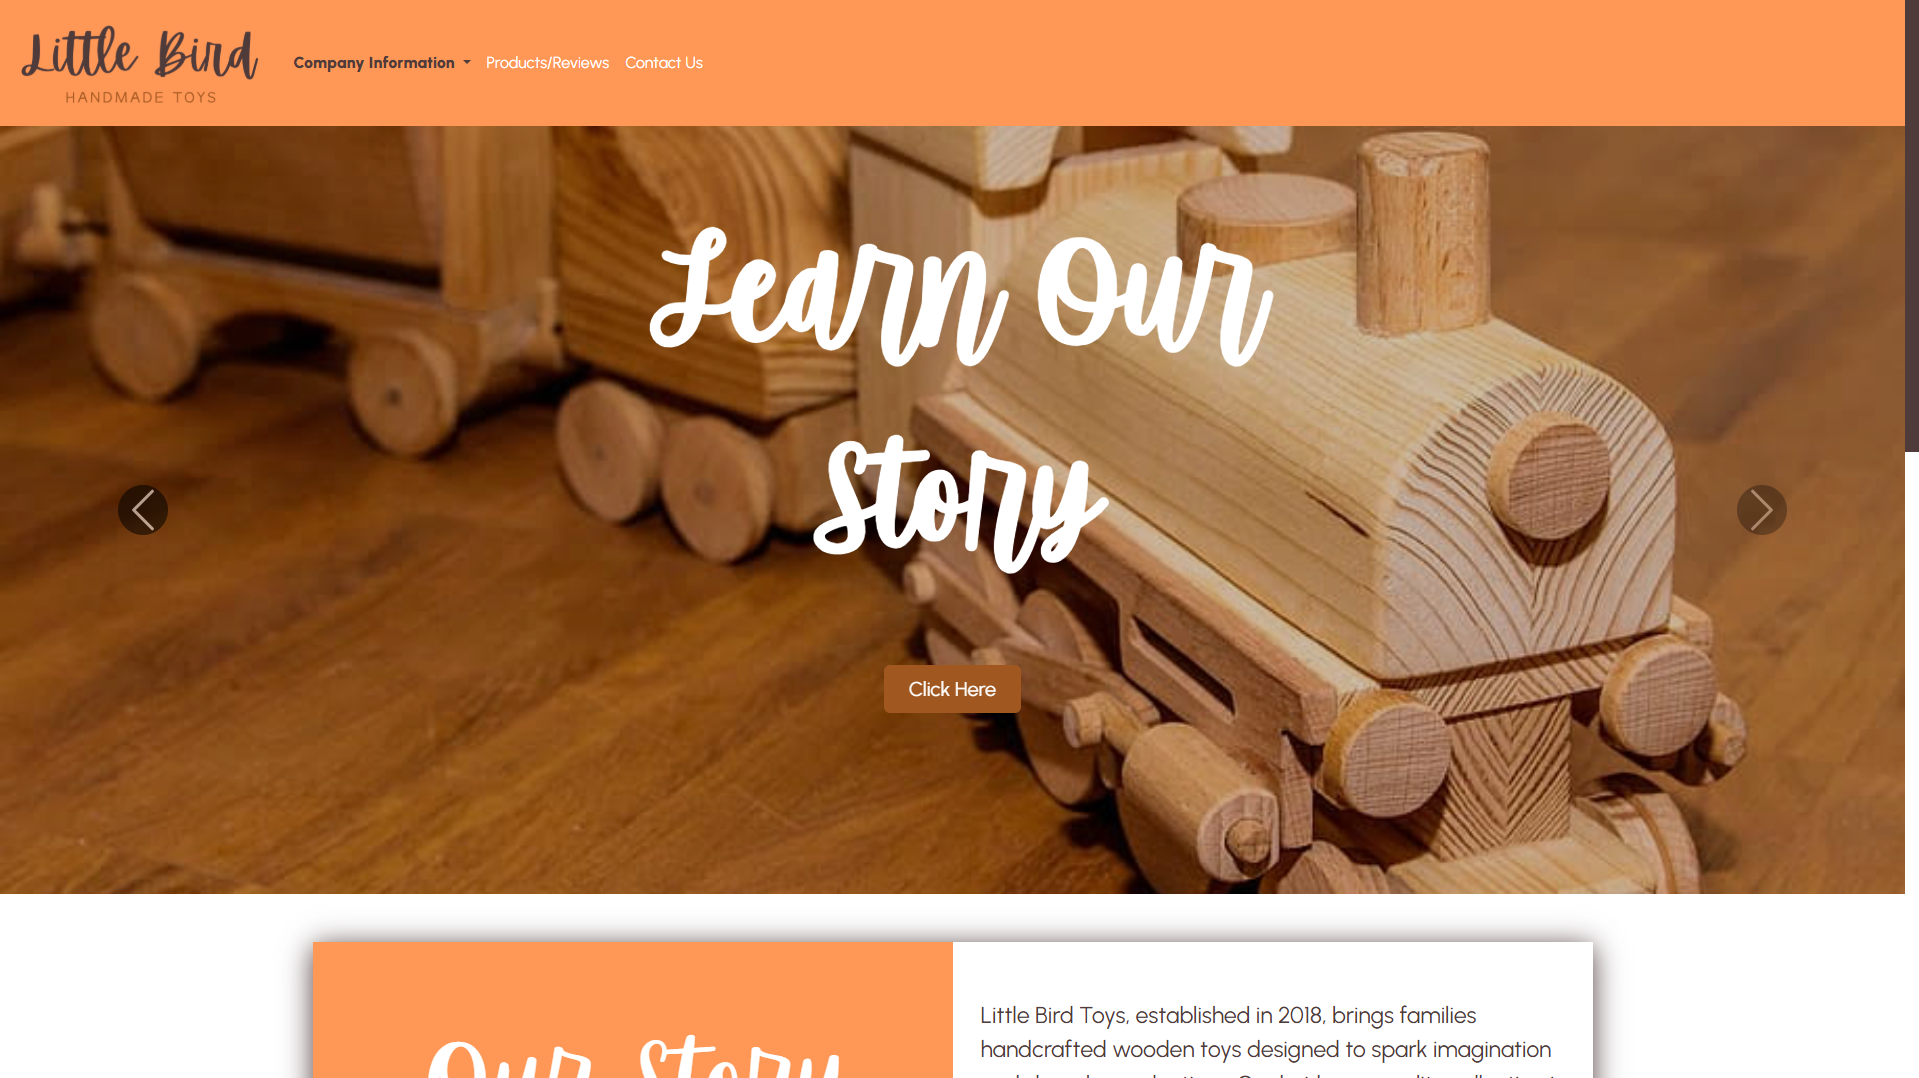 Little Bird
HANDMADE TOYS
Company Information
Products/Reviews
Contact Us
Learn Our
Story
Click Here
Our Story
Little Bird Toys, established in 2018, brings families
handcrafted wooden toys designed to spark imagination